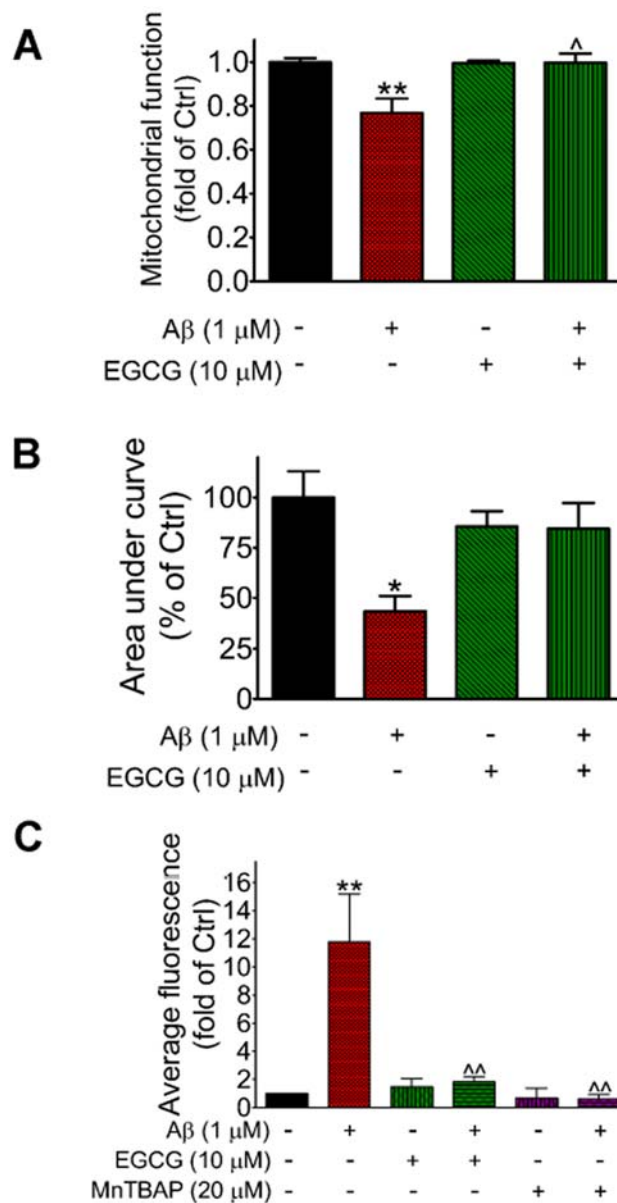 A
Mitochondrial function
(fold of Ctrl)
1.0
0.8
0.6
0.4
0.2
0.0
**
^
Aβ (1 μM) - + - +
EGCG (10 μM) - - + +
B
Area under curve
(% of Ctrl)
100
75
50
25
0
*
Aβ (1 μM) - + - +
EGCG (10 μM) - - + +
C
Average fluorescence
(fold of Ctrl)
16
14
12
10
8
6
4
2
0
**
^^
^^
Aβ (1 μM) - + - + - +
EGCG (10 μM) - - + + - -
MnTBAP (20 μM) - - - - + +